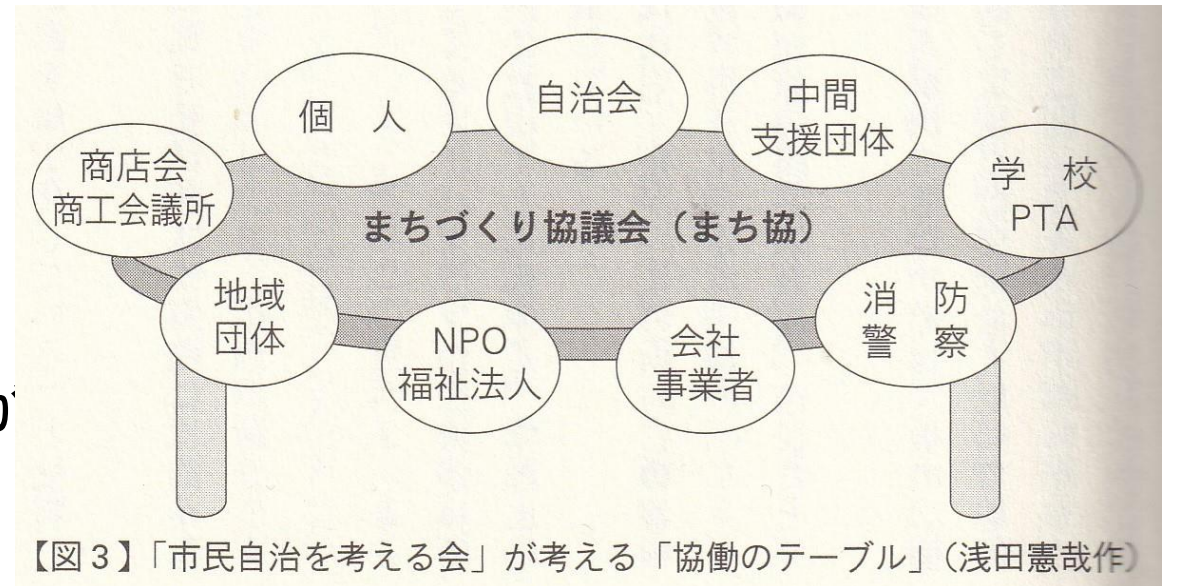 個 人
自治会
中間
支援団体
商店会
商工会議所
学 校
PTA
まちづくり協議会（まち協）
地域
団体
NPO
福祉法人
会社
事業者
消 防
警 察
【図3】「市民自治を考える会」が考える「協働のテーブル」（浅田憲哉作）